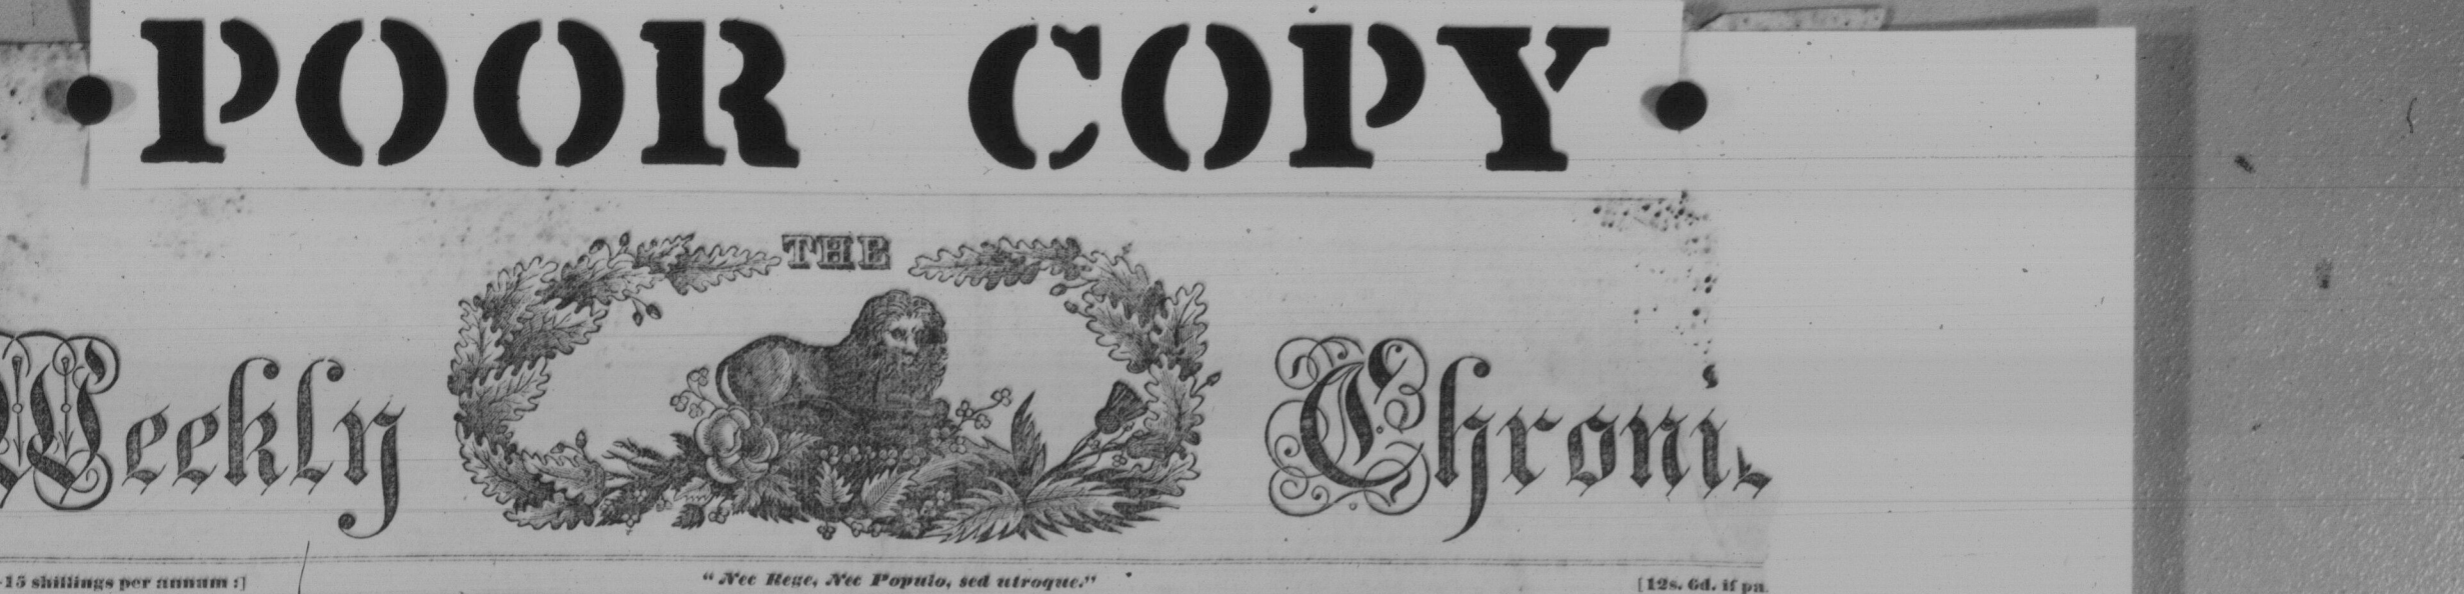 POOR COPY
THE
Weekly Chroni
15 shillings per annum :] "Nec Rege, Nec Populo, sed utroque." [12s. 6d. if pa